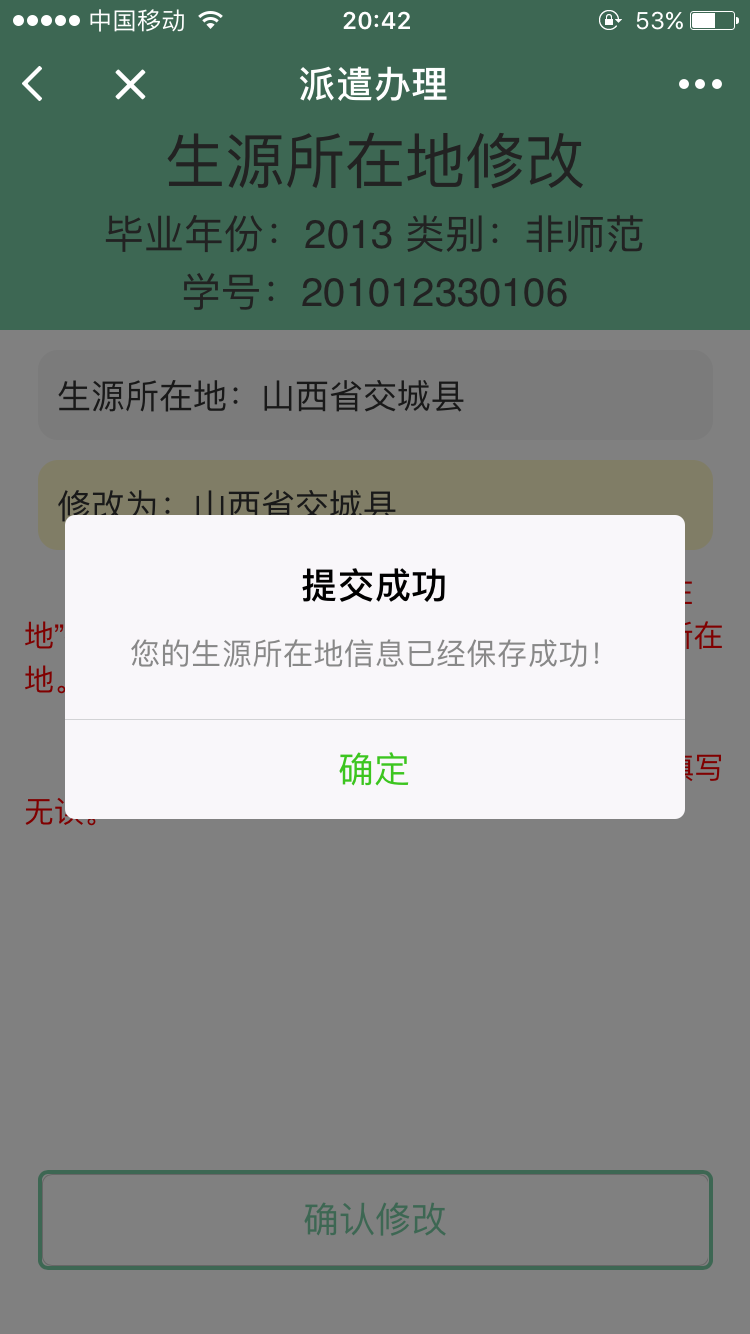 中国移动 20:42 53%
派遣办理
生源所在地修改
毕业年份：2013 类别：非师范
学号：201012330106
生源所在地：山西省交城县
修改为：山西省交城县
提交成功
您的生源所在地信息已经保存成功！
地” 所在
地。
确定
填写
无误。
确认修改